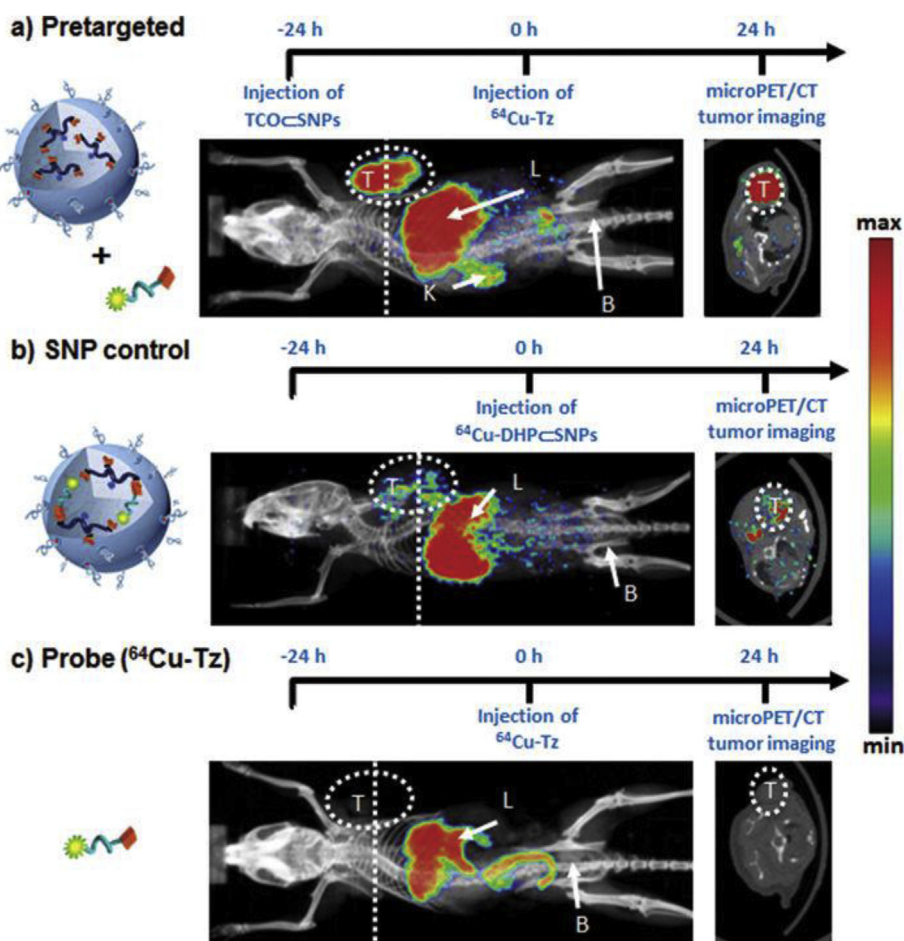 a) Pretargeted
-24 h
0 h
24 h
Injection of
TCO⊂SNPs
Injection of
⁶⁴Cu-Tz
microPET/CT
tumor imaging
T
L
K
B
T
+
max
min
b) SNP control
-24 h
0 h
24 h
Injection of
⁶⁴Cu-DHP⊂SNPs
microPET/CT
tumor imaging
T
L
B
T
c) Probe (⁶⁴Cu-Tz)
-24 h
0 h
24 h
Injection of
⁶⁴Cu-Tz
microPET/CT
tumor imaging
T
L
B
T